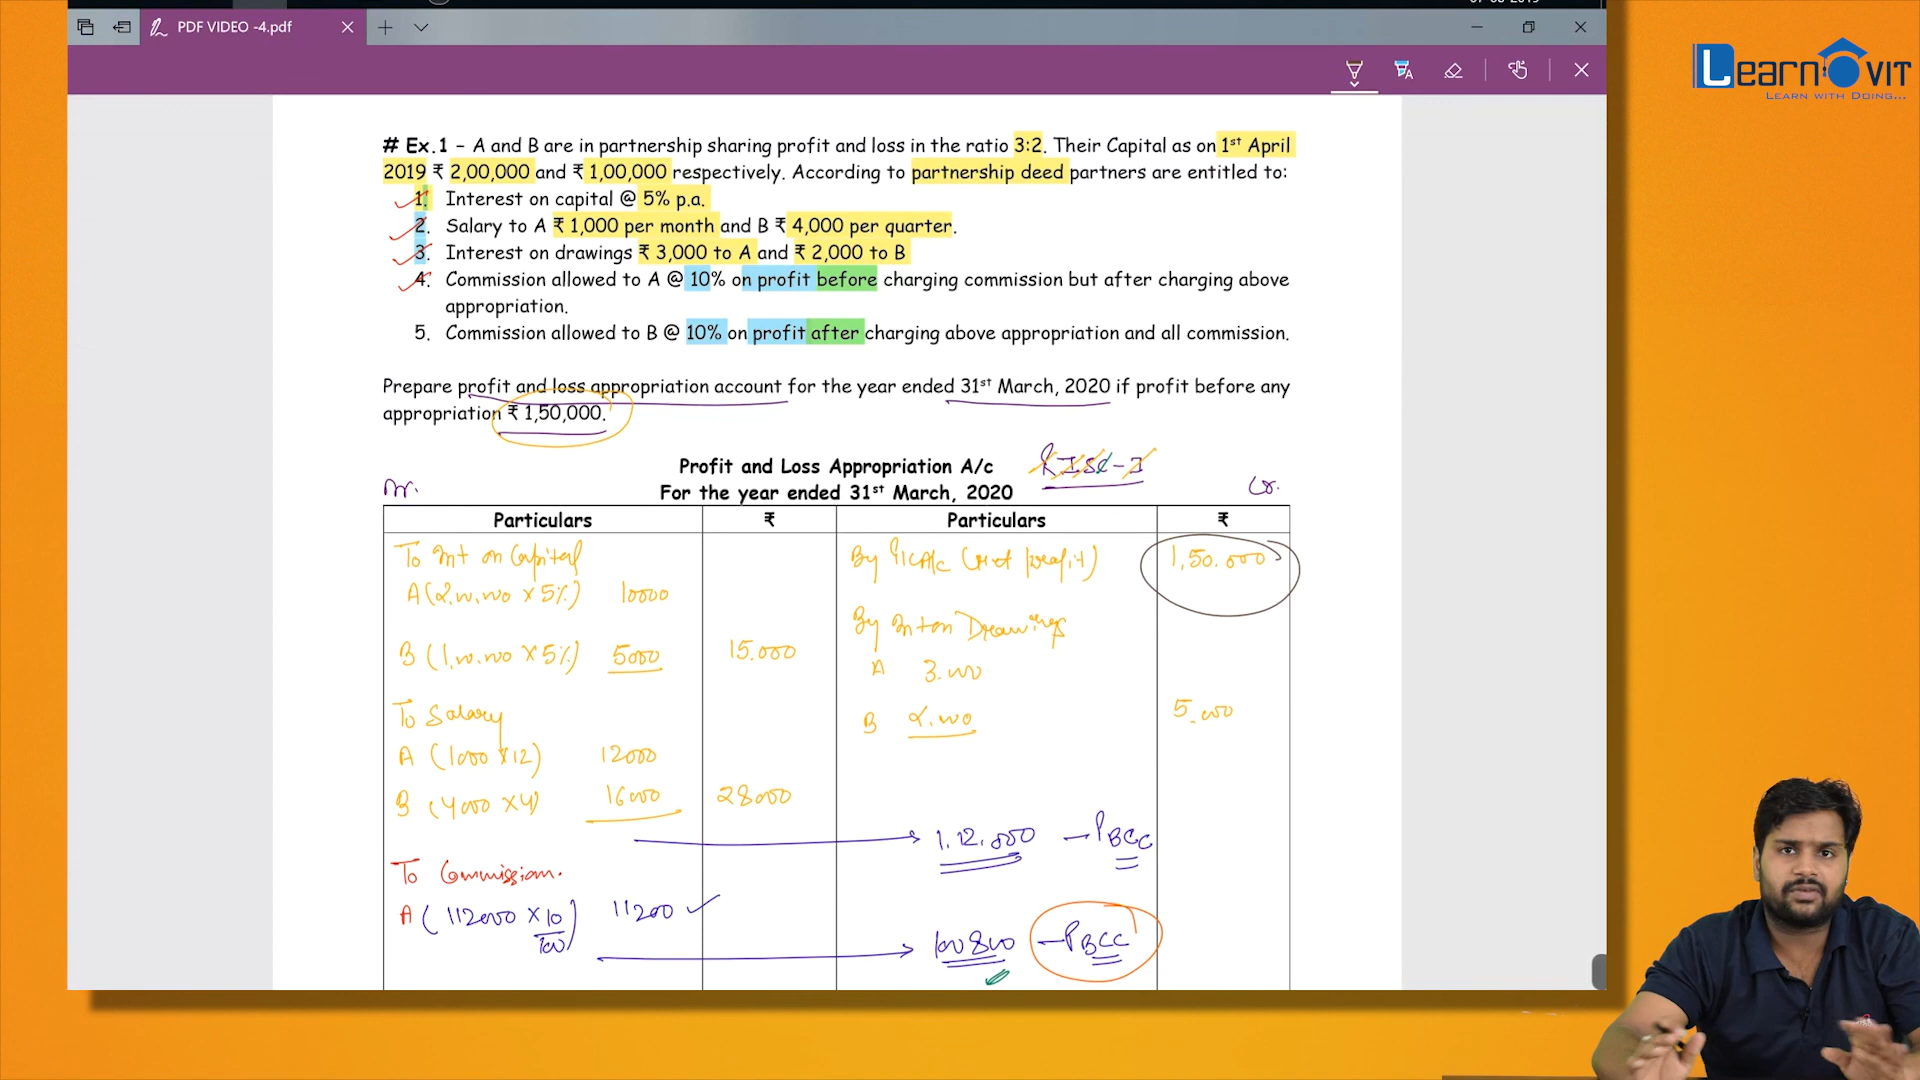 07-08-2019
PDF VIDEO -4.pdf
LearnOVIT
LEARN WITH DOING...
# Ex.1 – A and B are in partnership sharing profit and loss in the ratio 3:2. Their Capital as on 1st April
2019 ₹ 2,00,000 and ₹ 1,00,000 respectively. According to partnership deed partners are entitled to:
1. Interest on capital @ 5% p.a.
2. Salary to A ₹ 1,000 per month and B ₹ 4,000 per quarter.
3. Interest on drawings ₹ 3,000 to A and ₹ 2,000 to B
4. Commission allowed to A @ 10% on profit before charging commission but after charging above
appropriation.
5. Commission allowed to B @ 10% on profit after charging above appropriation and all commission.
Prepare profit and loss appropriation account for the year ended 31st March, 2020 if profit before any
appropriation ₹ 1,50,000.
Profit and Loss Appropriation A/c
RISC-I
Dr.
For the year ended 31st March, 2020
Cr.
Particulars ₹ Particulars ₹
To Int on Capital
By P/L A/c (Net profit) 1,50,000
A (2,00,000 X 5%) 10000
By Int on Drawings
B (1,00,000 X 5%) 5000 15,000
A 3,000
To Salary
B 2,000 5,000
A (1000 X 12) 12000
B (4000 X 4) 16000 28000
1,12,000 – PBCC
To Commission.
A (112000 X 10/100) 11200
100800 – PBCC